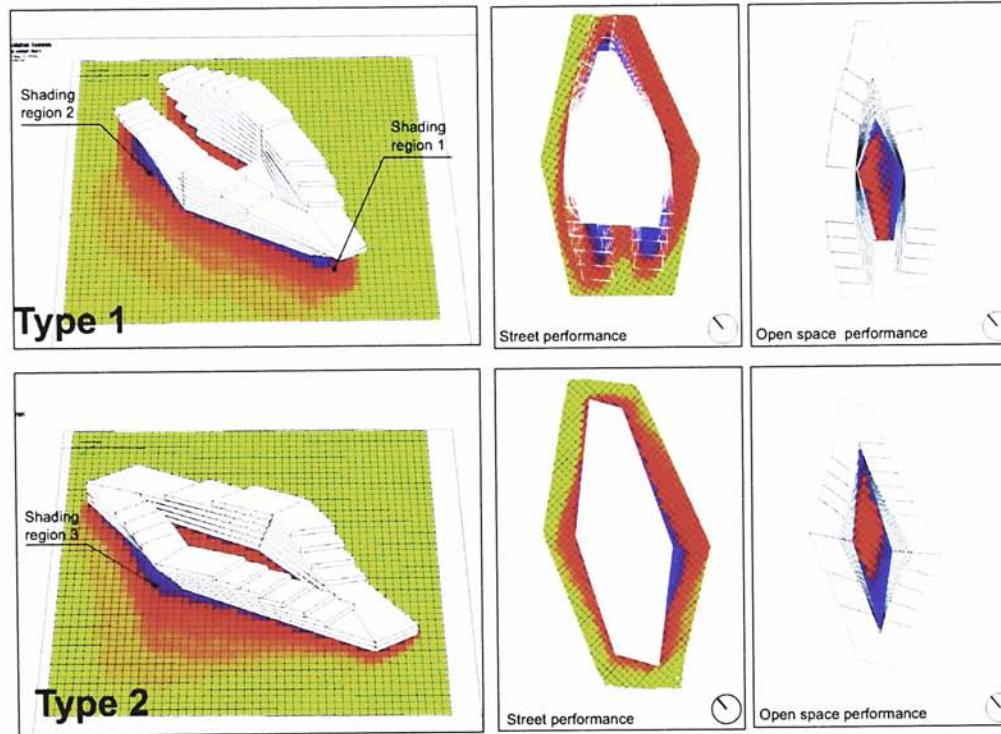 Shading
region 2
Shading
region 1
Type 1
Street performance
Open space performance
Shading
region 3
Type 2
Street performance
Open space performance